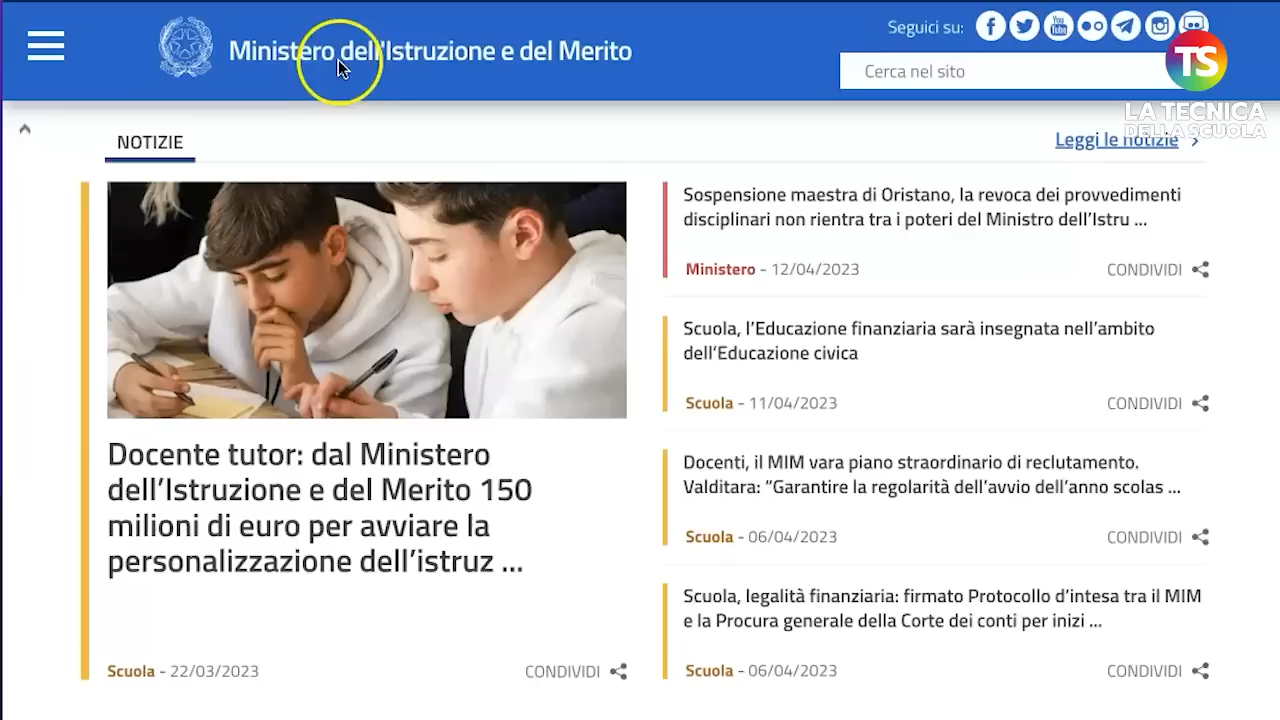 Ministero dell'Istruzione e del Merito
Seguici su:
You
Tube
Cerca nel sito
TS
LA TECNICA
DELLA SCUOLA
NOTIZIE
Leggi le notizie
Docente tutor: dal Ministero
dell'Istruzione e del Merito 150
milioni di euro per avviare la
personalizzazione dell'istruz ...
Scuola - 22/03/2023
CONDIVIDI
Sospensione maestra di Oristano, la revoca dei provvedimenti
disciplinari non rientra tra i poteri del Ministro dell'Istru ...
Ministero - 12/04/2023
CONDIVIDI
Scuola, l'Educazione finanziaria sarà insegnata nell'ambito
dell'Educazione civica
Scuola - 11/04/2023
CONDIVIDI
Docenti, il MIM vara piano straordinario di reclutamento.
Valditara: "Garantire la regolarità dell'avvio dell'anno scolas ...
Scuola - 06/04/2023
CONDIVIDI
Scuola, legalità finanziaria: firmato Protocollo d'intesa tra il MIM
e la Procura generale della Corte dei conti per inizi ...
Scuola - 06/04/2023
CONDIVIDI